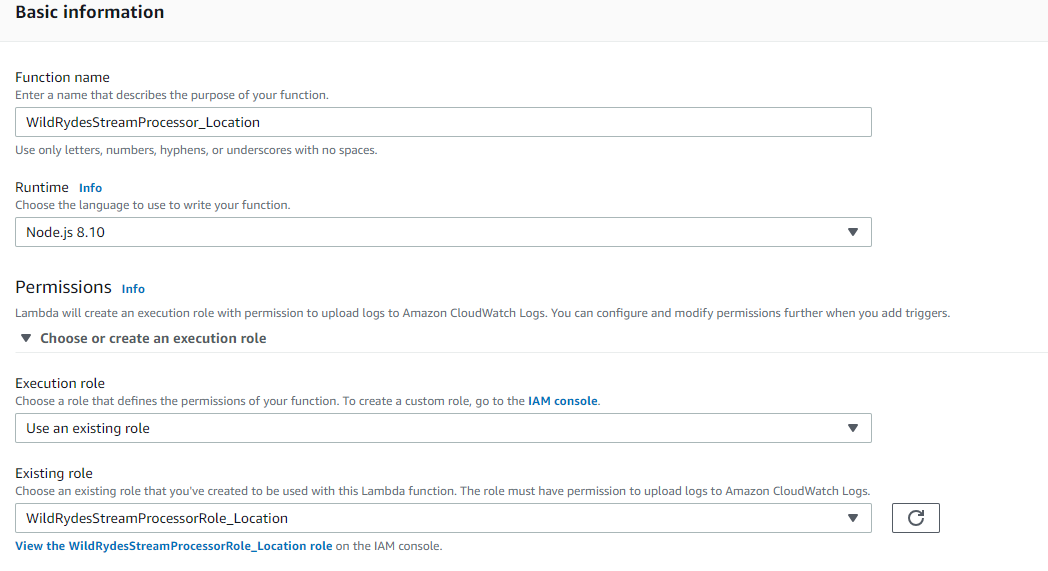 Basic information
Function name
Enter a name that describes the purpose of your function.
WildRydesStreamProcessor_Location
Use only letters, numbers, hyphens, or underscores with no spaces.
Runtime Info
Choose the language to use to write your function.
Node.js 8.10
Permissions Info
Lambda will create an execution role with permission to upload logs to Amazon CloudWatch Logs. You can configure and modify permissions further when you add triggers.
Choose or create an execution role
Execution role
Choose a role that defines the permissions of your function. To create a custom role, go to the IAM console.
Use an existing role
Existing role
Choose an existing role that you've created to be used with this Lambda function. The role must have permission to upload logs to Amazon CloudWatch Logs.
WildRydesStreamProcessorRole_Location
View the WildRydesStreamProcessorRole_Location role on the IAM console.